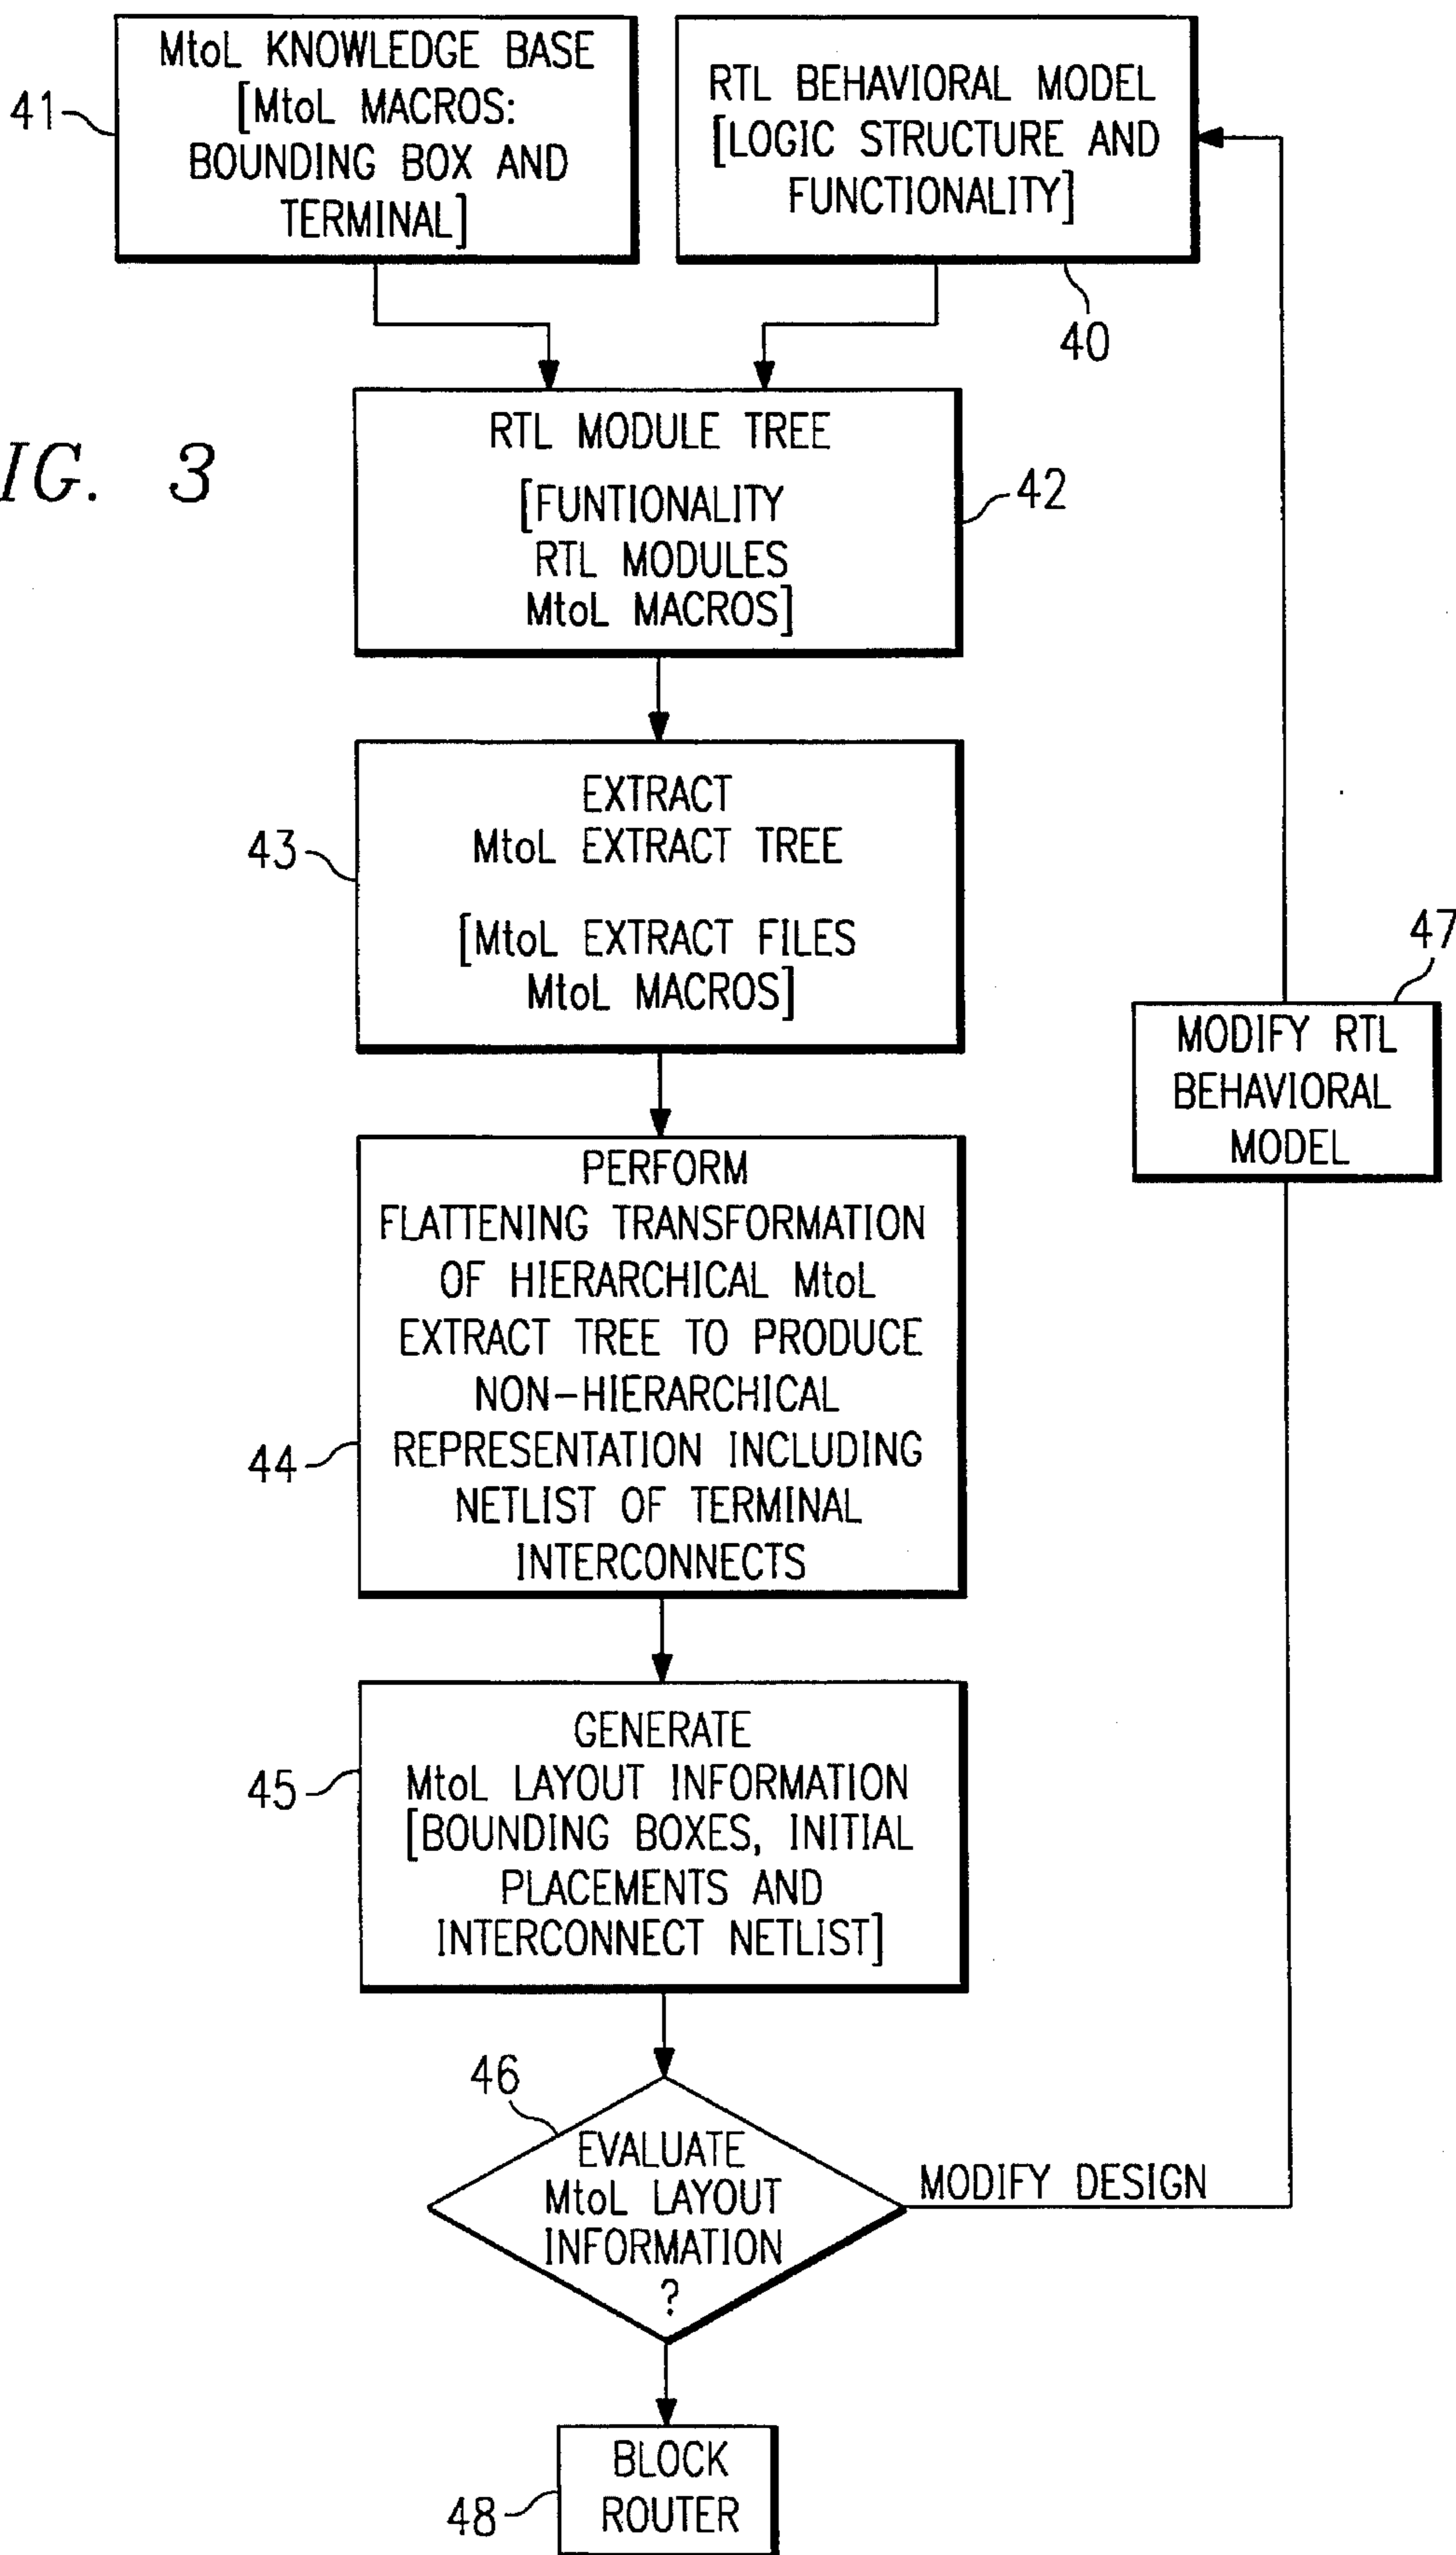 MtoL KNOWLEDGE BASE
[MtoL MACROS:
BOUNDING BOX AND
TERMINAL]
41
RTL BEHAVIORAL MODEL
[LOGIC STRUCTURE AND
FUNCTIONALITY]
40
IG. 3
RTL MODULE TREE
[FUNTIONALITY
RTL MODULES
MtoL MACROS]
42
EXTRACT
MtoL EXTRACT TREE
[MtoL EXTRACT FILES
MtoL MACROS]
43
47
MODIFY RTL
BEHAVIORAL
MODEL
PERFORM
FLATTENING TRANSFORMATION
OF HIERARCHICAL MtoL
EXTRACT TREE TO PRODUCE
NON-HIERARCHICAL
REPRESENTATION INCLUDING
NETLIST OF TERMINAL
INTERCONNECTS
44
GENERATE
MtoL LAYOUT INFORMATION
[BOUNDING BOXES, INITIAL
PLACEMENTS AND
INTERCONNECT NETLIST]
45
46
EVALUATE
MtoL LAYOUT
INFORMATION
?
MODIFY DESIGN
BLOCK
ROUTER
48